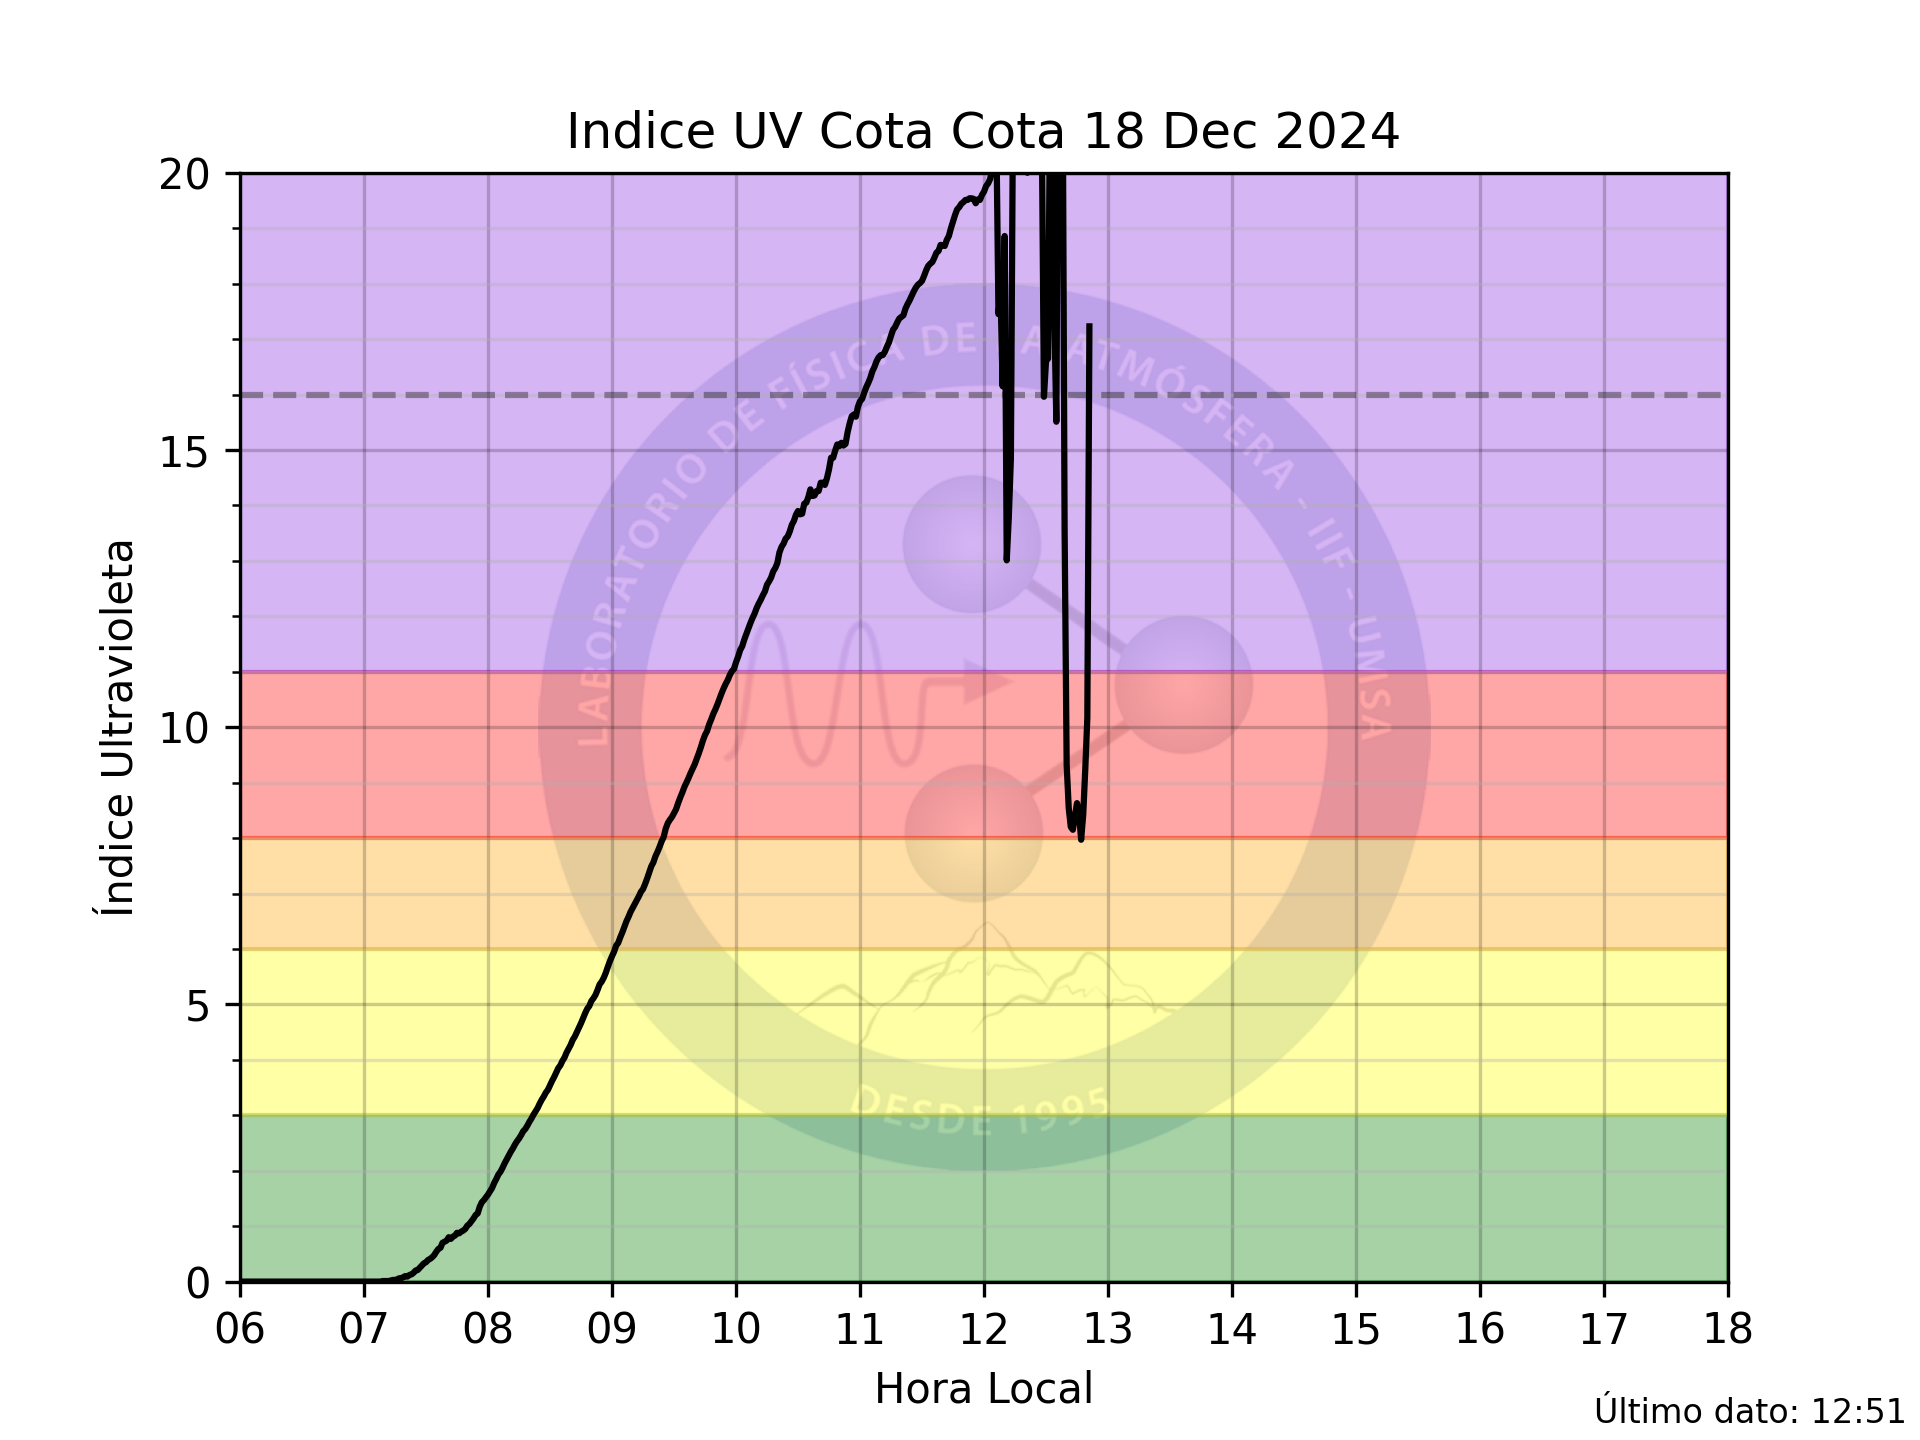 Indice UV Cota Cota 18 Dec 2024
Índice Ultravioleta
20
15
10
5
0
LABORATORIO DE FÍSICA DE LA ATMÓSFERA - IIF - UMSA
DESDE 1995
06 07 08 09 10 11 12 13 14 15 16 17 18
Hora Local
Último dato: 12:51